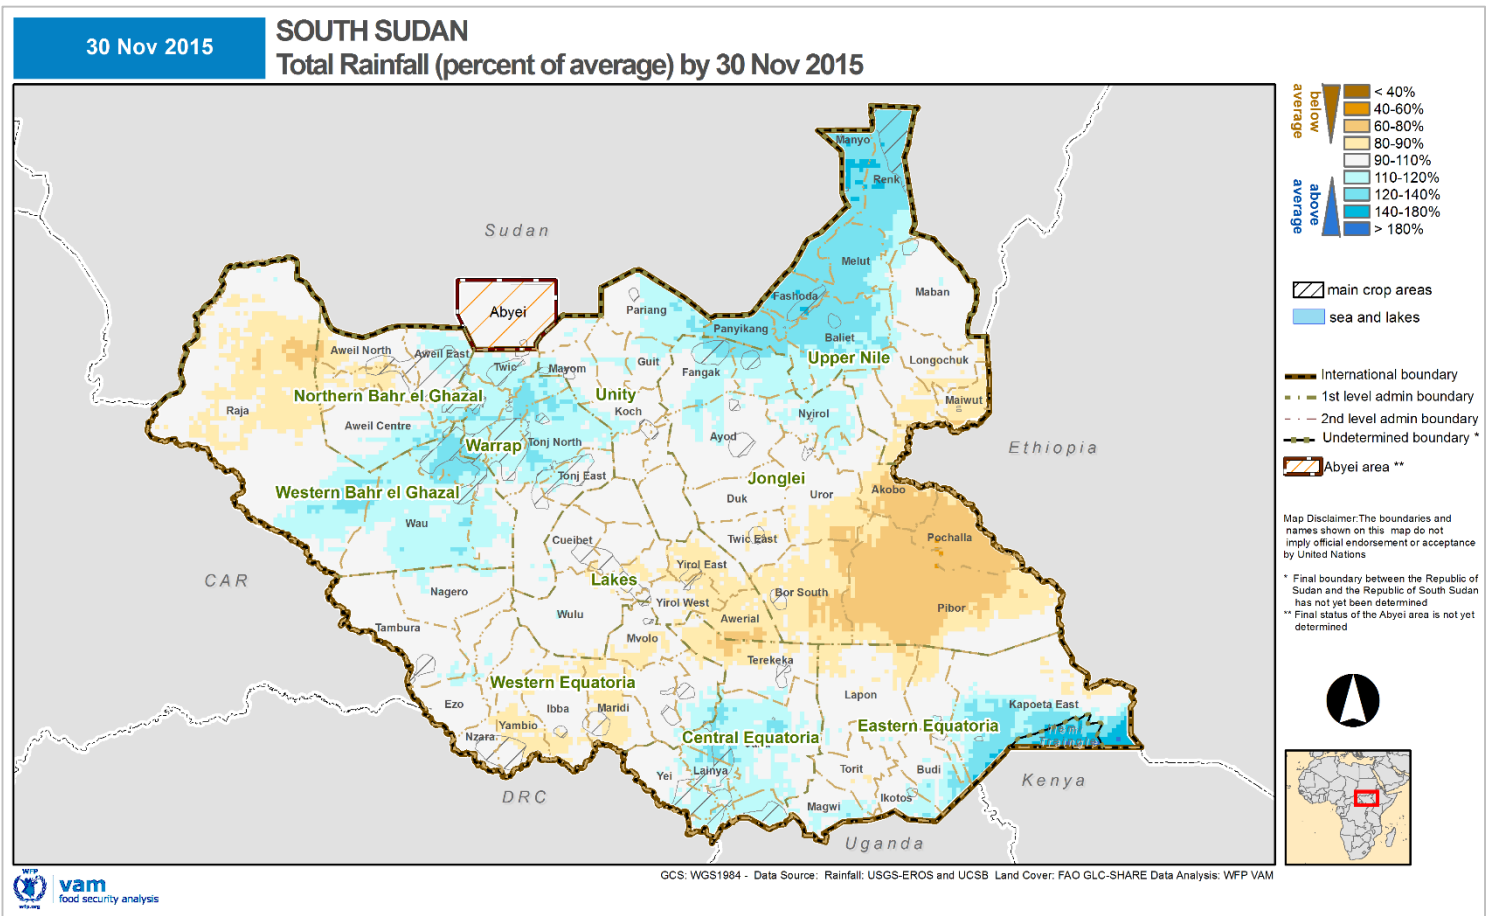 30 Nov 2015
SOUTH SUDAN
Total Rainfall (percent of average) by 30 Nov 2015
below
average
< 40%
40-60%
60-80%
80-90%
90-110%
110-120%
120-140%
140-180%
> 180%
above
average
main crop areas
sea and lakes
International boundary
1st level admin boundary
2nd level admin boundary
Undetermined boundary *
Abyei area **
Map Disclaimer:The boundaries and
names shown on this map do not
imply official endorsement or acceptance
by United Nations
* Final boundary between the Republic of
Sudan and the Republic of South Sudan
has not yet been determined
** Final status of the Abyei area is not yet
determined
Manyo
Renk
Sudan
Melut
Maban
Fashoda
Abyei
Pariang
Panyikang
Baliet
Upper Nile
Longochuk
Aweil North
Aweil East
Twic
Mayom
Guit
Fangak
Northern Bahr el Ghazal
Unity
Maiwut
Raja
Koch
Nyirol
Aweil Centre
Ayod
Warrap
Tonj North
Ethiopia
Tonj East
Jonglei
Western Bahr el Ghazal
Duk
Uror
Akobo
Wau
Cueibet
Twic East
Pochalla
CAR
Lakes
Yirol East
Nagero
Bor South
Yirol West
Pibor
Wulu
Awerial
Tambura
Mvolo
Terekeka
Western Equatoria
Lapon
Ezo
Ibba
Maridi
Kapoeta East
Yambio
Eastern Equatoria
Nzara
Central Equatoria
Yei
Lainya
Torit
Budi
Kenya
DRC
Ikotos
Magwi
Uganda
GCS: WGS1984 - Data Source: Rainfall: USGS-EROS and UCSB Land Cover: FAO GLC-SHARE Data Analysis: WFP VAM
WFP
wfp.org
vam
food security analysis